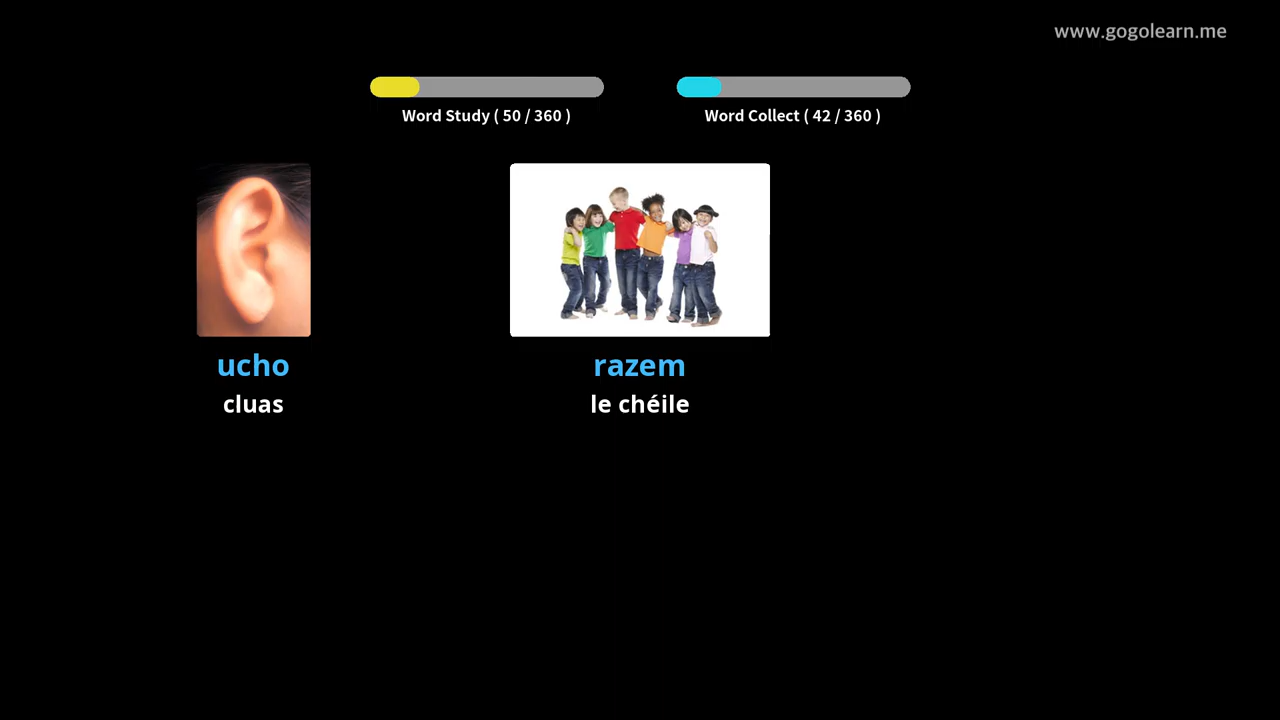 www.gogolearn.me
Word Study ( 50 / 360 )
Word Collect ( 42 / 360 )
ucho
cluas
razem
le chéile